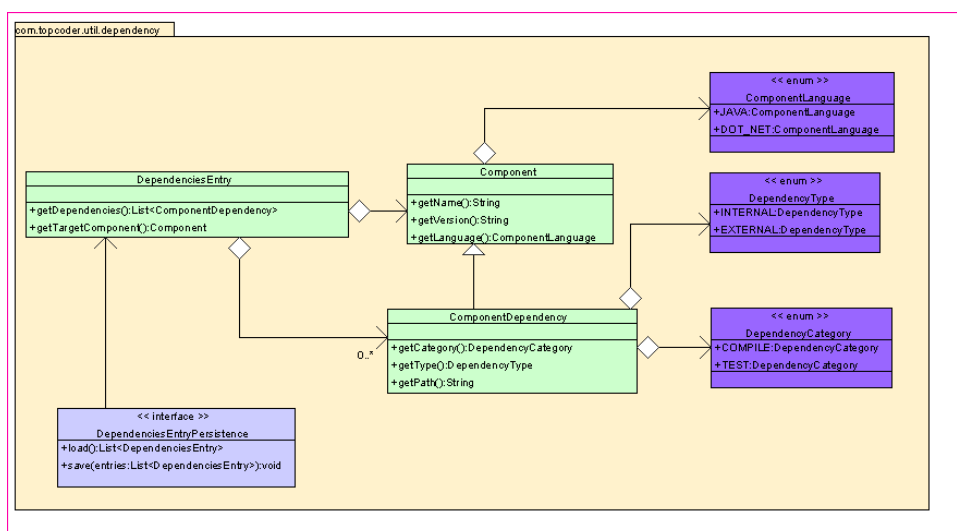 com.topcoder.util.dependency
<< enum >>
ComponentLanguage
+JAVA:ComponentLanguage
+DOT_NET:ComponentLanguage
DependenciesEntry
+getDependencies():List<ComponentDependency>
+getTargetComponent():Component
Component
+getName():String
+getVersion():String
+getLanguage():ComponentLanguage
<< enum >>
DependencyType
+INTERNAL:DependencyType
+EXTERNAL:DependencyType
ComponentDependency
+getCategory():DependencyCategory
+getType():DependencyType
+getPath():String
0..*
<< enum >>
DependencyCategory
+COMPILE:DependencyCategory
+TEST:DependencyCategory
<< interface >>
DependenciesEntryPersistence
+load():List<DependenciesEntry>
+save(entries:List<DependenciesEntry>):void